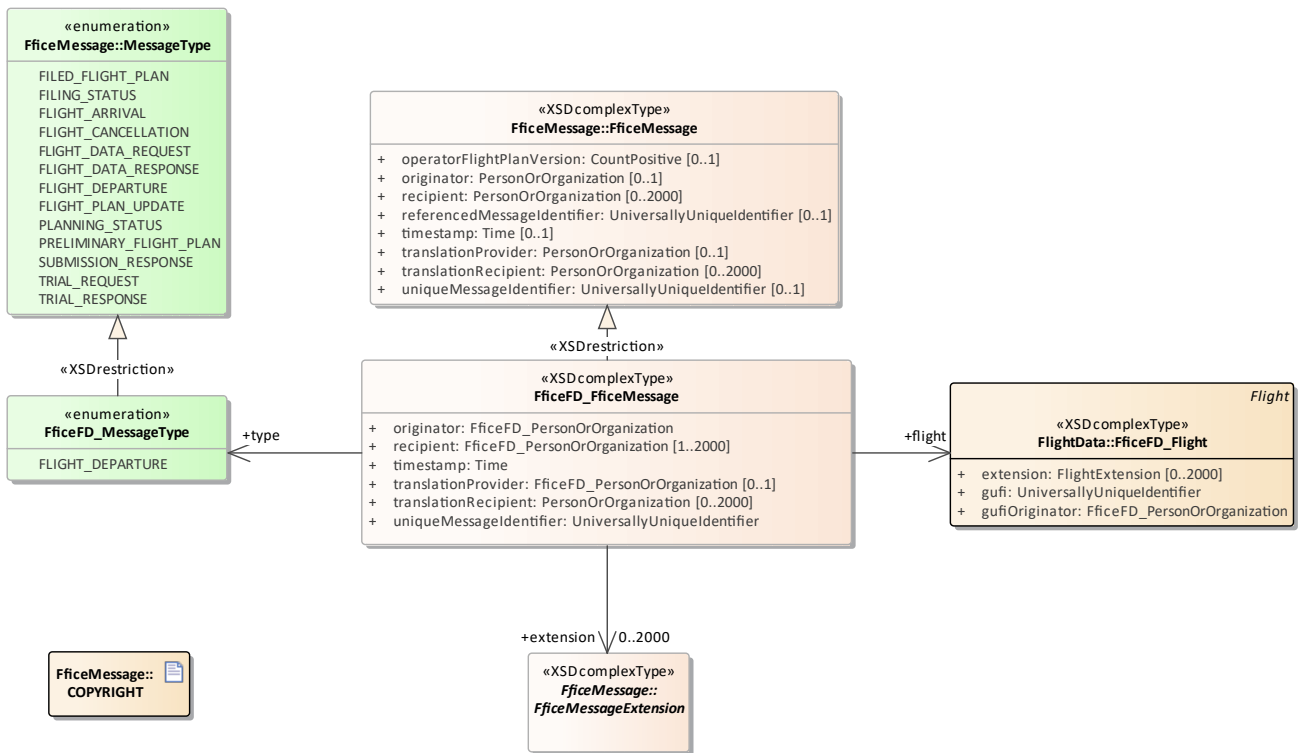 «enumeration»
FficeMessage::MessageType
FILED_FLIGHT_PLAN
FILING_STATUS
FLIGHT_ARRIVAL
FLIGHT_CANCELLATION
FLIGHT_DATA_REQUEST
FLIGHT_DATA_RESPONSE
FLIGHT_DEPARTURE
FLIGHT_PLAN_UPDATE
PLANNING_STATUS
PRELIMINARY_FLIGHT_PLAN
SUBMISSION_RESPONSE
TRIAL_REQUEST
TRIAL_RESPONSE
«XSDcomplexType»
FficeMessage::FficeMessage
+ operatorFlightPlanVersion: CountPositive [0..1]
+ originator: PersonOrOrganization [0..1]
+ recipient: PersonOrOrganization [0..2000]
+ referencedMessageIdentifier: UniversallyUniqueIdentifier [0..1]
+ timestamp: Time [0..1]
+ translationProvider: PersonOrOrganization [0..1]
+ translationRecipient: PersonOrOrganization [0..2000]
+ uniqueMessageIdentifier: UniversallyUniqueIdentifier [0..1]
«XSDrestriction»
«XSDrestriction»
«enumeration»
FficeFD_MessageType
FLIGHT_DEPARTURE
+type
«XSDcomplexType»
FficeFD_FficeMessage
+ originator: FficeFD_PersonOrOrganization
+ recipient: FficeFD_PersonOrOrganization [1..2000]
+ timestamp: Time
+ translationProvider: FficeFD_PersonOrOrganization [0..1]
+ translationRecipient: PersonOrOrganization [0..2000]
+ uniqueMessageIdentifier: UniversallyUniqueIdentifier
+flight
Flight
«XSDcomplexType»
FlightData::FficeFD_Flight
+ extension: FlightExtension [0..2000]
+ gufi: UniversallyUniqueIdentifier
+ gufiOriginator: FficeFD_PersonOrOrganization
+extension 0..2000
«XSDcomplexType»
FficeMessage::
FficeMessageExtension
FficeMessage::
COPYRIGHT